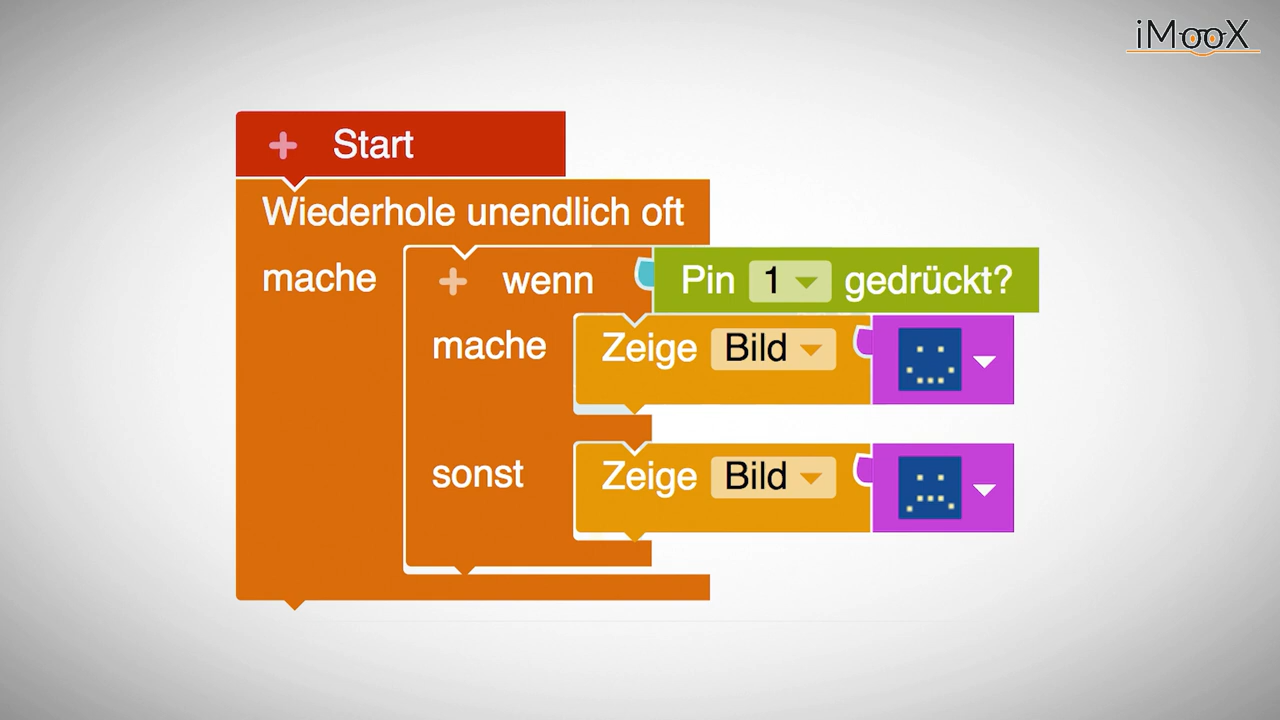 iMooX
+ Start
Wiederhole unendlich oft
mache
+ wenn Pin 1 gedrückt?
mache Zeige Bild
sonst Zeige Bild